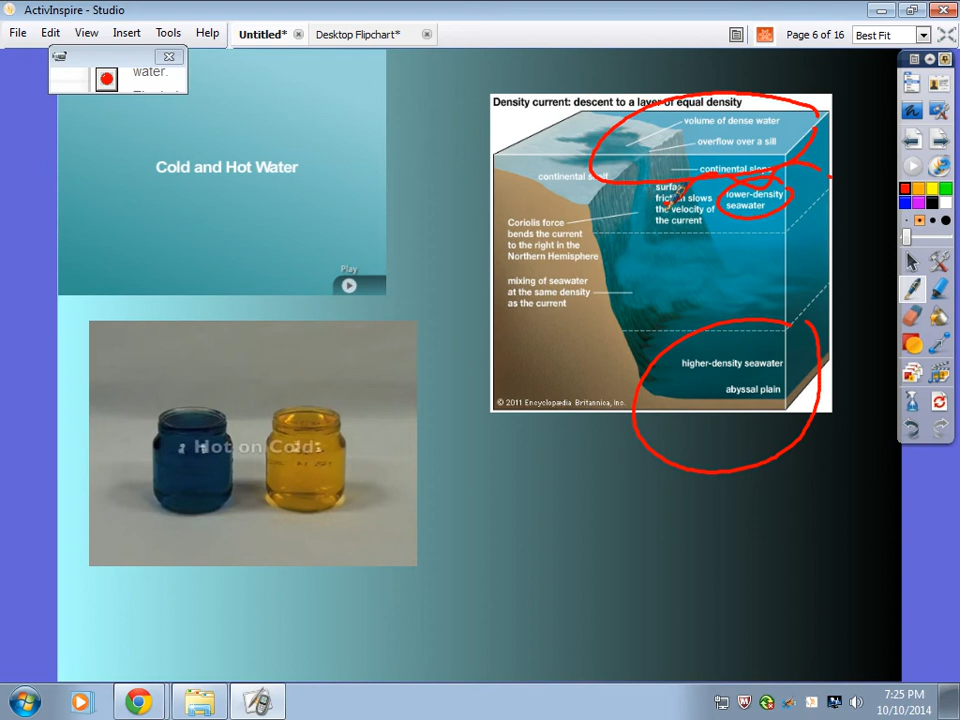 ActivInspire - Studio
File Edit View Insert Tools Help
Untitled*
Desktop Flipchart*
Page 6 of 16
Best Fit
water.
Cold and Hot Water
Play
Hot on Cold
Density current: descent to a layer of equal density
volume of dense water
overflow over a sill
continental slope
continental shelf
surface
friction slows
the velocity of
the current
lower-density
seawater
Coriolis force
bends the current
to the right in the
Northern Hemisphere
mixing of seawater
at the same density
as the current
higher-density seawater
abyssal plain
© 2011 Encyclopædia Britannica, Inc.
7:25 PM
10/10/2014